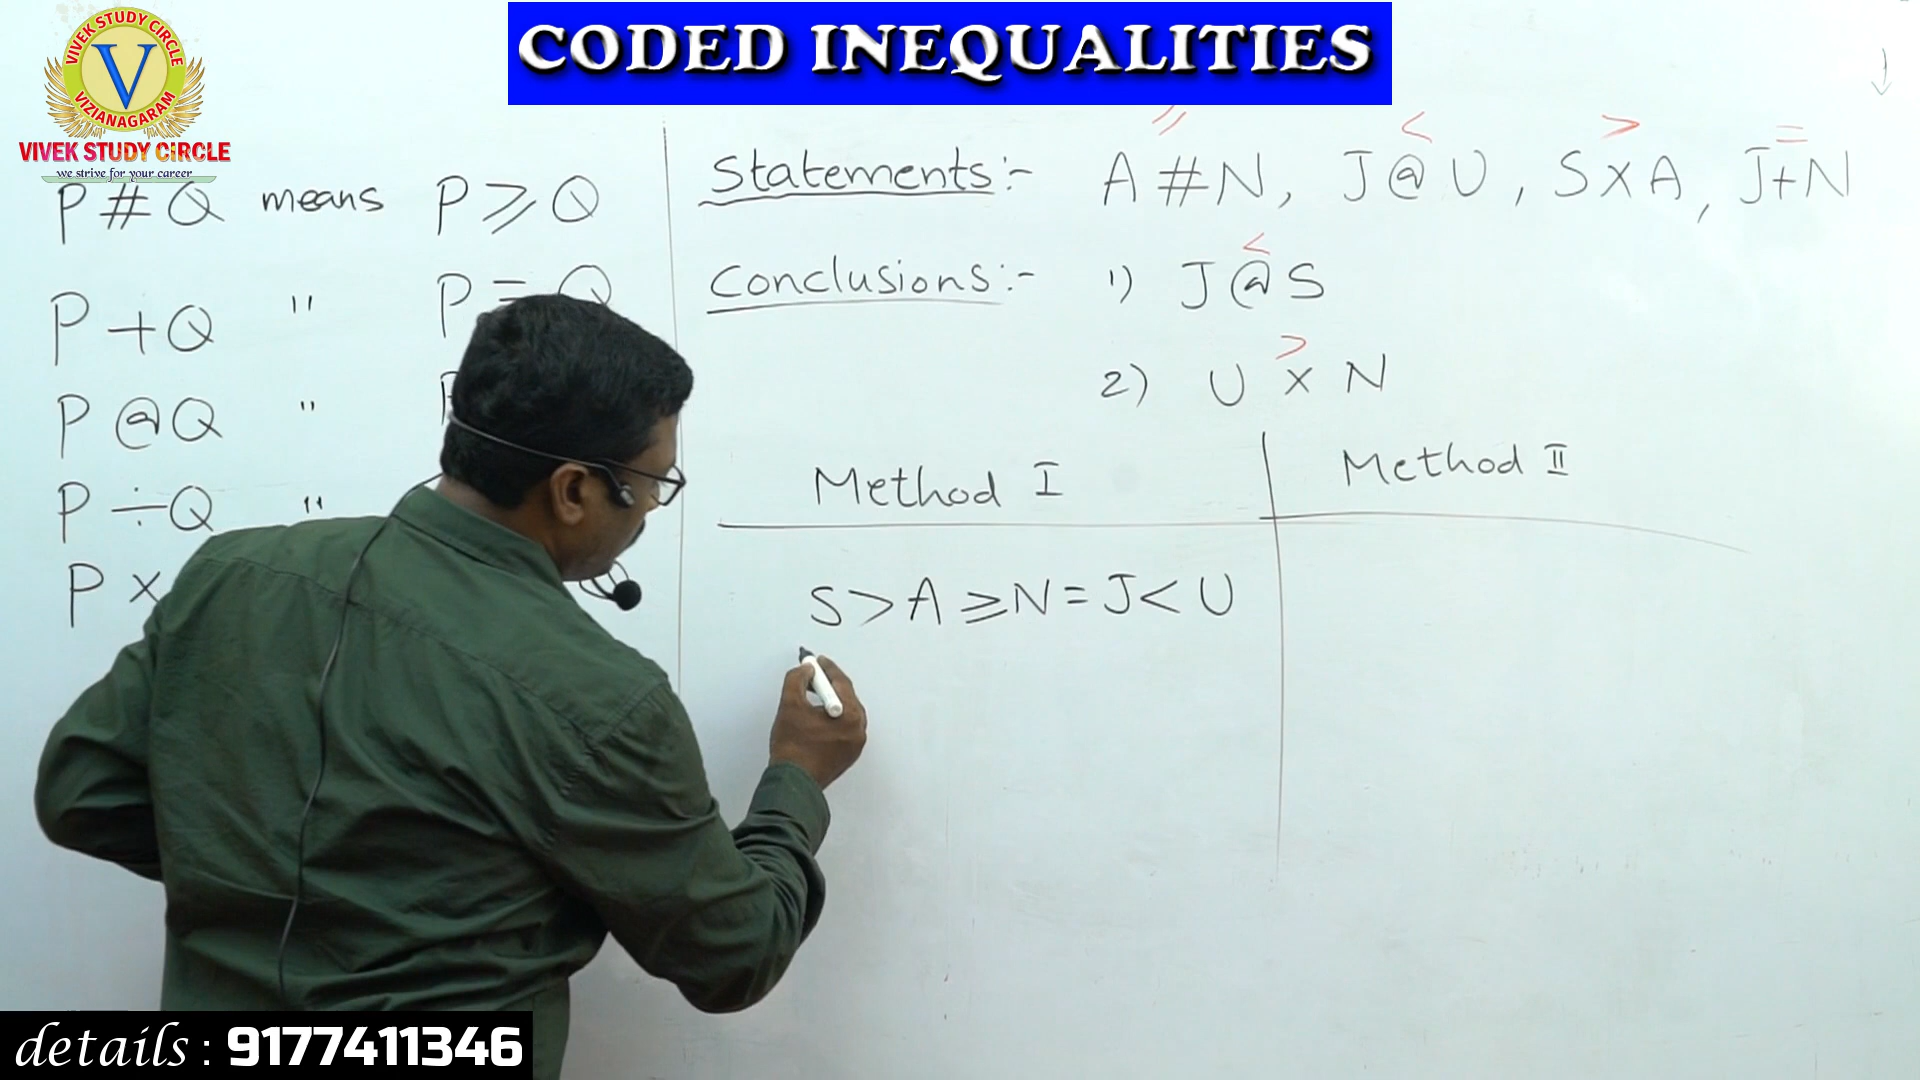 CODED INEQUALITIES
VIVEK STUDY CIRCLE
VIZIANAGARAM
V
VIVEK STUDY CIRCLE
we strive for your career
P # Q means P ⩾ Q
P + Q " P = Q
P @ Q " P
P ÷ Q "
P ×
⩾ < > =
Statements:- A # N, J @ U, S × A, J + N
<
Conclusions:- 1) J @ S
>
2) U × N
Method I
Method II
S > A ⩾ N = J < U
details : 9177411346